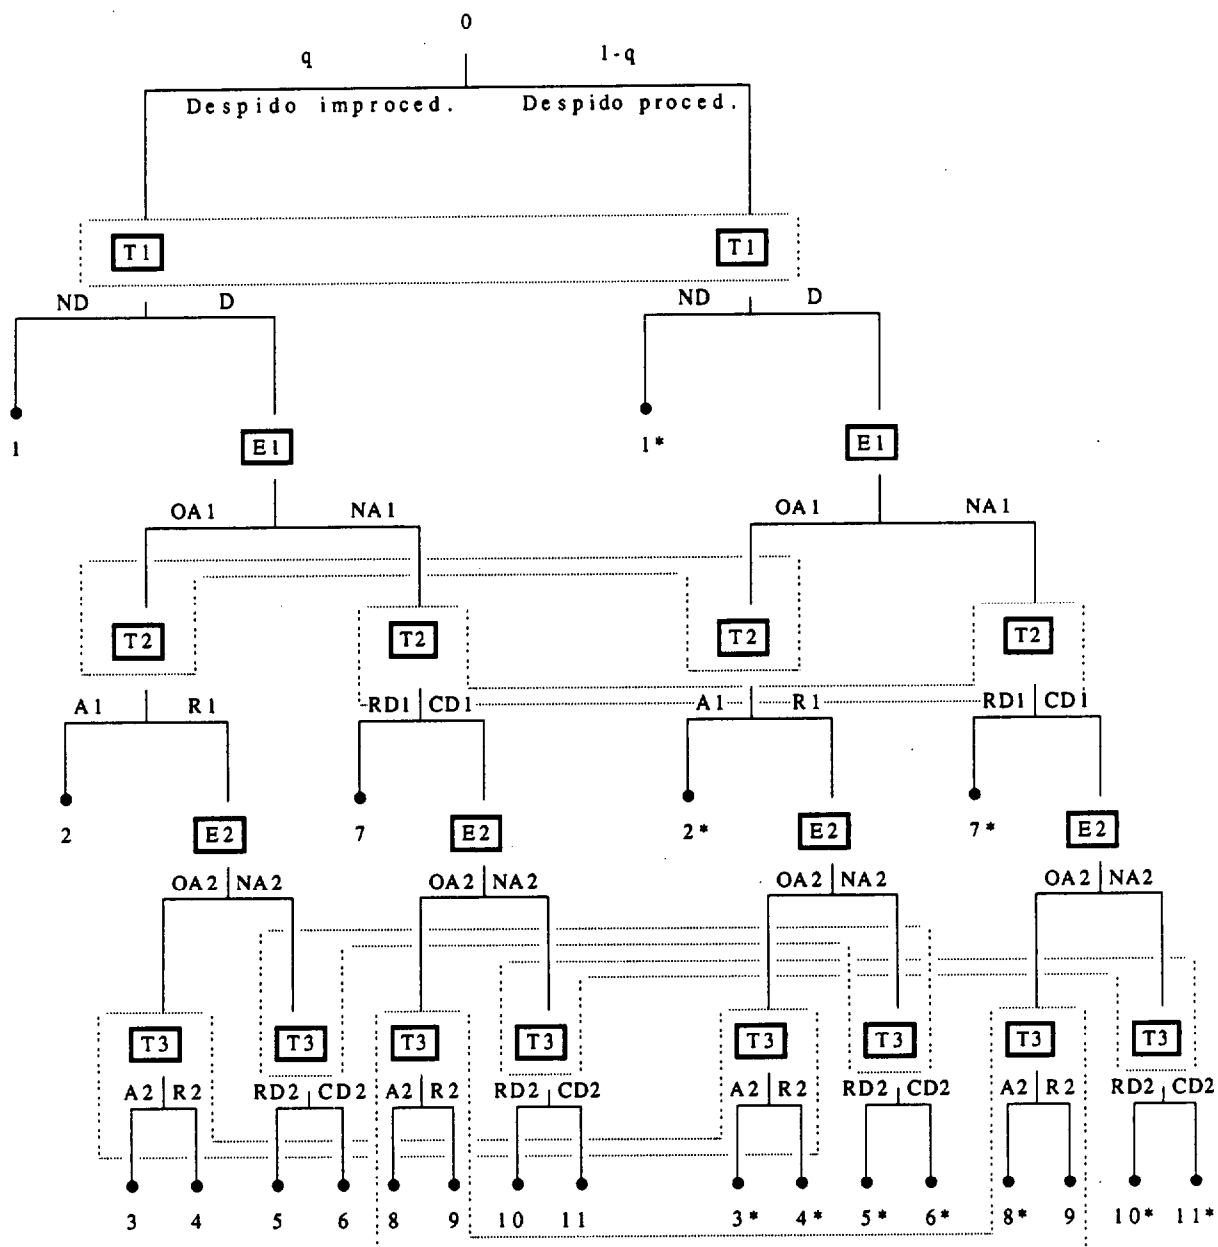 0
q 1-q
Despido improced. Despido proced.
T1 T1
ND D ND D
1 E1 1* E1
OA1 NA1 OA1 NA1
T2 T2 T2 T2
A1 R1 RD1 CD1 A1 R1 RD1 CD1
2 E2 7 E2 2* E2 7* E2
OA2 NA2 OA2 NA2 OA2 NA2 OA2 NA2
T3 T3 T3 T3 T3 T3 T3 T3
A2 R2 RD2 CD2 A2 R2 RD2 CD2 A2 R2 RD2 CD2 A2 R2 RD2 CD2
3 4 5 6 8 9 10 11 3* 4* 5* 6* 8* 9 10* 11*